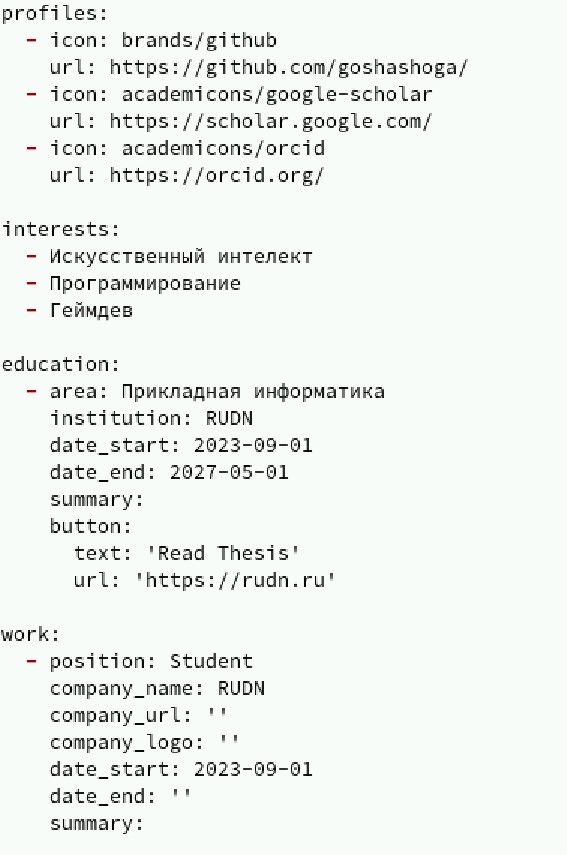 profiles:
  - icon: brands/github
    url: https://github.com/goshashoga/
  - icon: academicons/google-scholar
    url: https://scholar.google.com/
  - icon: academicons/orcid
    url: https://orcid.org/

interests:
  - Искусственный интелект
  - Программирование
  - Геймдев

education:
  - area: Прикладная информатика
    institution: RUDN
    date_start: 2023-09-01
    date_end: 2027-05-01
    summary:
    button:
      text: 'Read Thesis'
      url: 'https://rudn.ru'

work:
  - position: Student
    company_name: RUDN
    company_url: ''
    company_logo: ''
    date_start: 2023-09-01
    date_end: ''
    summary: